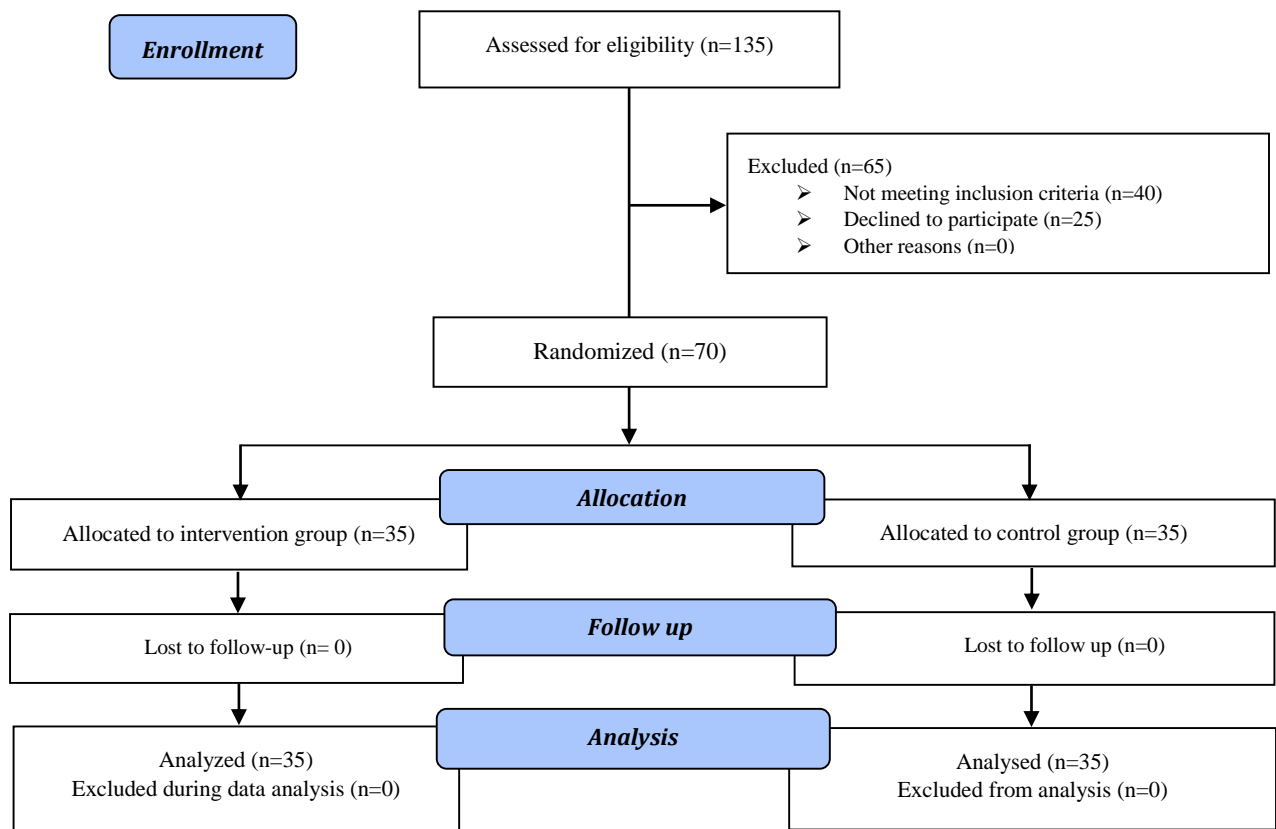 Enrollment
Assessed for eligibility (n=135)
Excluded (n=65)
➢ Not meeting inclusion criteria (n=40)
➢ Declined to participate (n=25)
➢ Other reasons (n=0)
Randomized (n=70)
Allocation
Allocated to intervention group (n=35)
Allocated to control group (n=35)
Follow up
Lost to follow-up (n= 0)
Lost to follow up (n=0)
Analysis
Analyzed (n=35)
Excluded during data analysis (n=0)
Analysed (n=35)
Excluded from analysis (n=0)